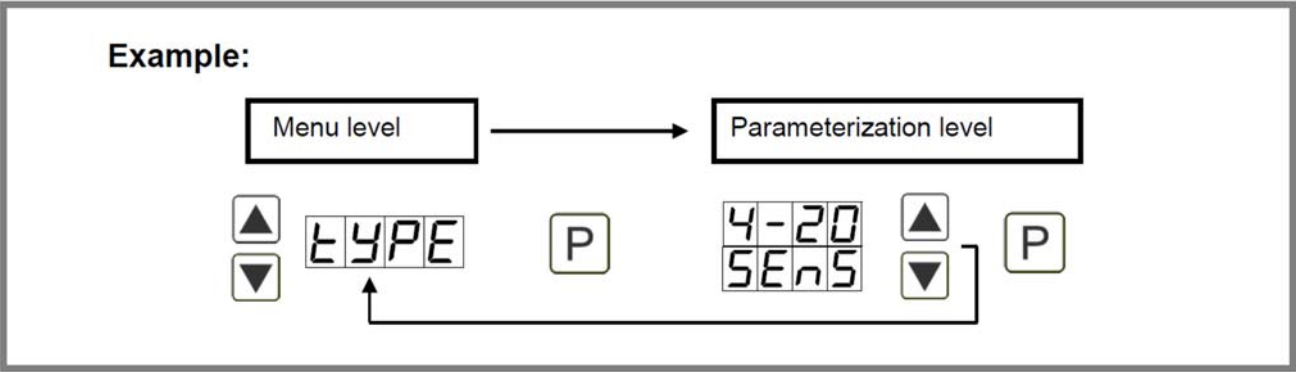 Example:
Menu level
Parameterization level
tYPE
P
4-20
SEnS
P